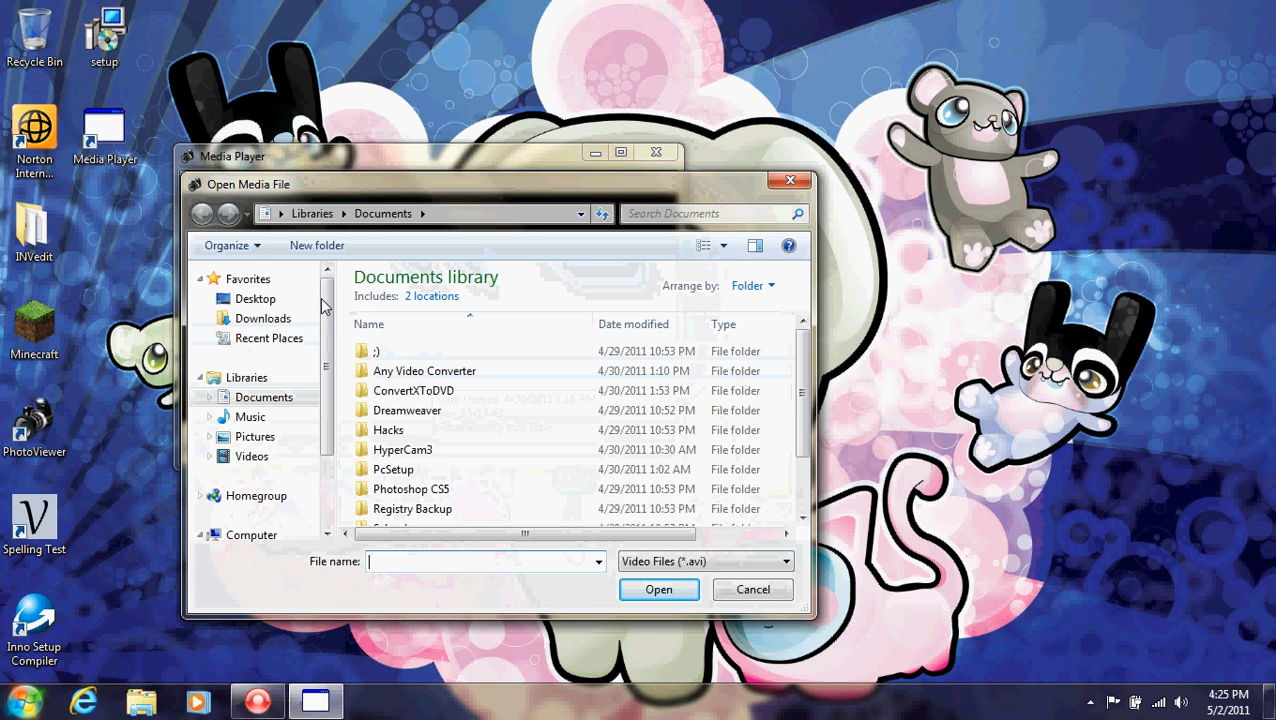 Recycle Bin
setup
Norton
Intern...
Media Player
INVedit
Minecraft
PhotoViewer
Spelling Test
Inno Setup
Compiler
Media Player
Open Media File
Libraries
Documents
Search Documents
Organize
New folder
Favorites
Desktop
Downloads
Recent Places
Libraries
Documents
Music
Pictures
Videos
Homegroup
Computer
Documents library
Includes: 2 locations
Arrange by: Folder
Name Date modified Type
;) 4/29/2011 10:53 PM File folder
Any Video Converter 4/30/2011 1:10 PM File folder
ConvertXToDVD 4/30/2011 1:53 PM File folder
Dreamweaver 4/29/2011 10:52 PM File folder
Hacks 4/29/2011 10:53 PM File folder
HyperCam3 4/30/2011 10:30 AM File folder
PcSetup 4/30/2011 1:02 AM File folder
Photoshop CS5 4/29/2011 10:53 PM File folder
Registry Backup 4/29/2011 10:53 PM File folder
File name:
Video Files (*.avi)
Open
Cancel
4:25 PM
5/2/2011